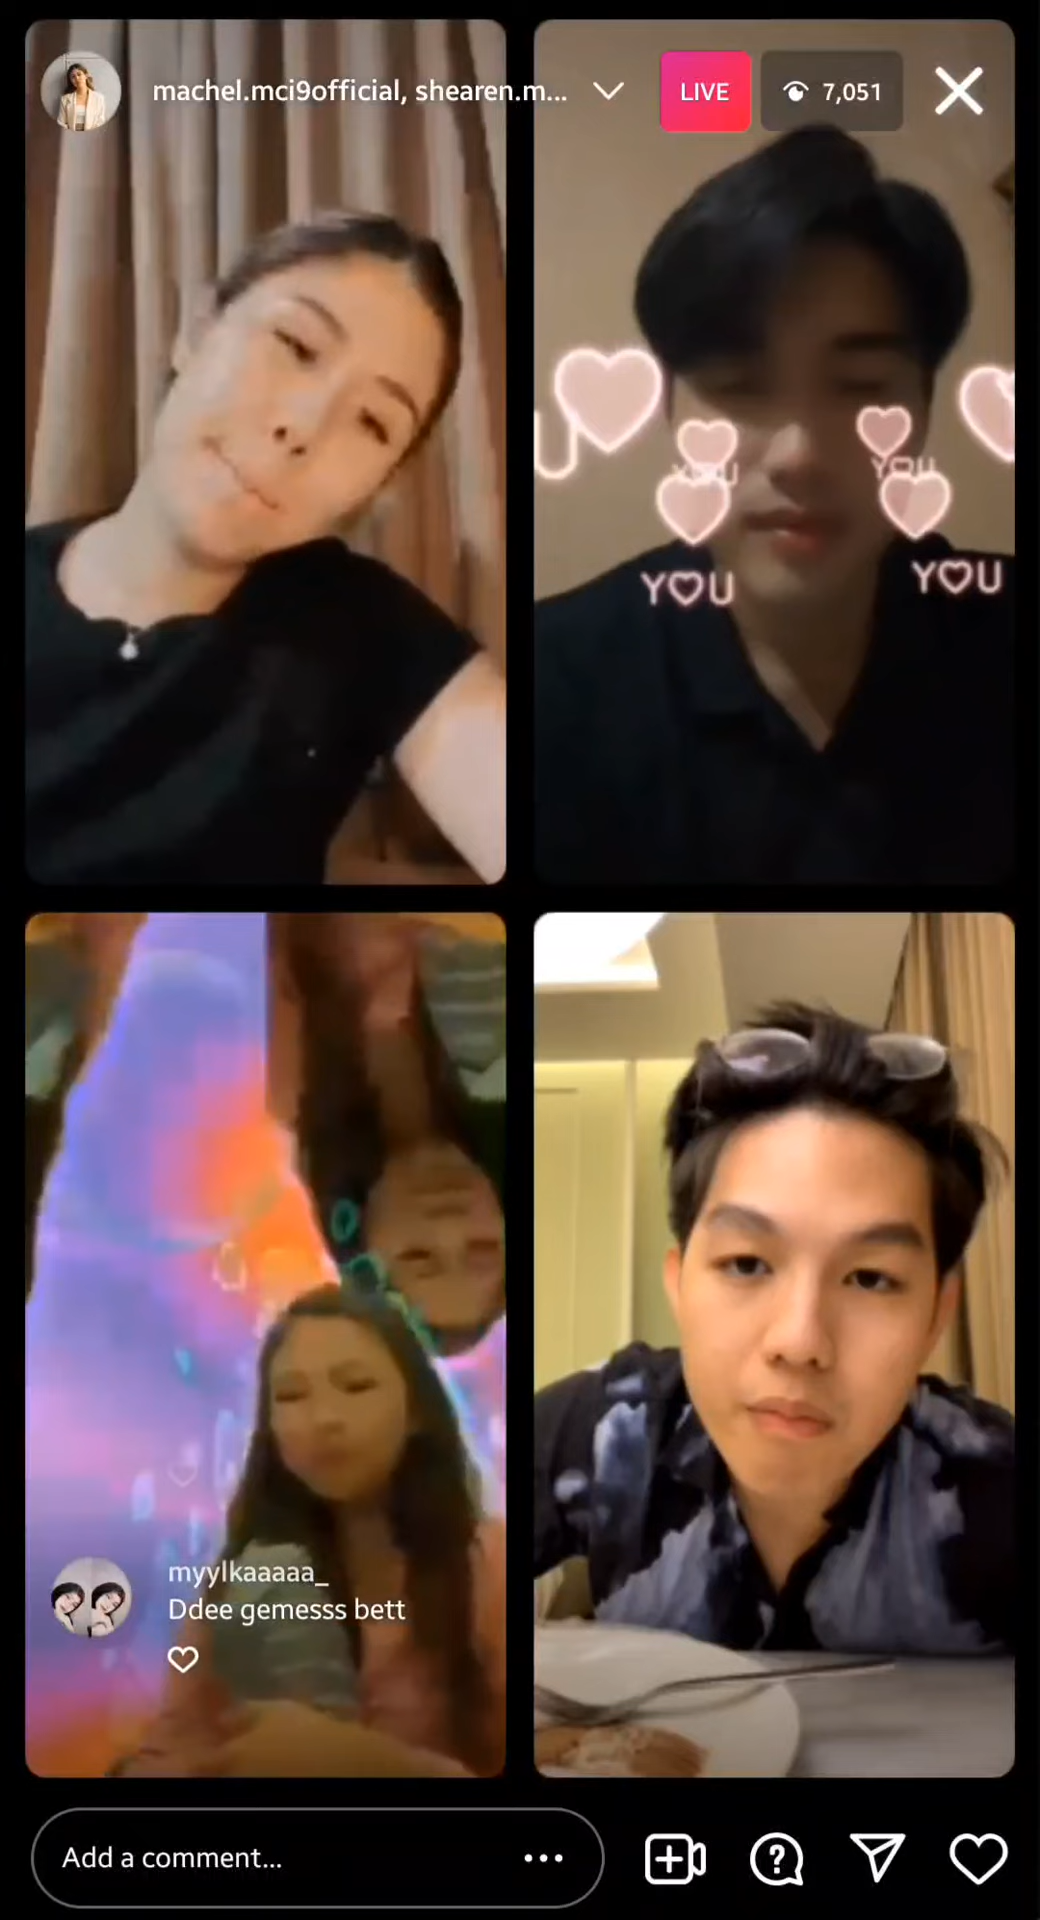 machel.mci9official, shearen.m...
LIVE
7,051
U
YOU
YOU
YOU
YOU
myylkaaaaa_
Ddee gemesss bett
Add a comment...